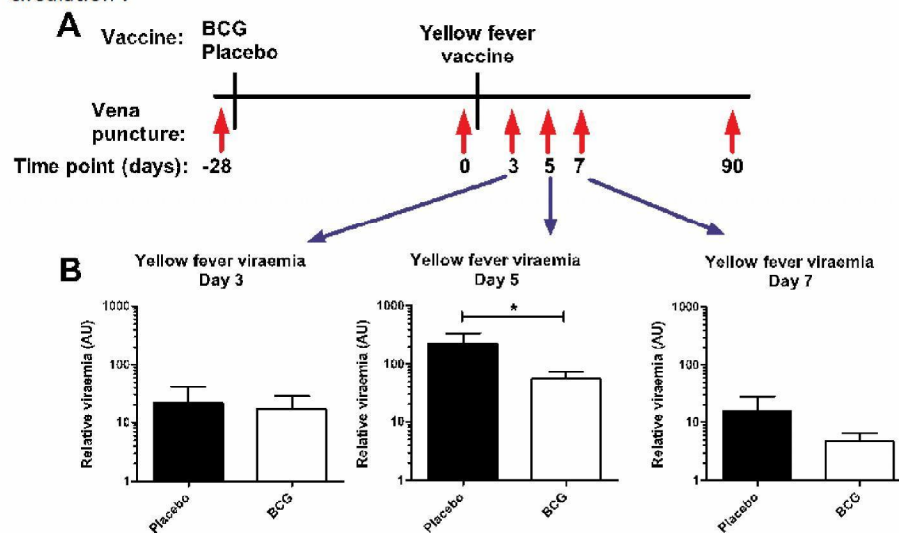 A
Vaccine: BCG
Placebo
Yellow fever
vaccine
Vena
puncture:
Time point (days): -28 0 3 5 7 90
B
Yellow fever viraemia
Day 3
Relative viraemia (AU)
1000
100
10
1
Placebo
BCG
Yellow fever viraemia
Day 5
Relative viraemia (AU)
1000
100
10
1
*
Placebo
BCG
Yellow fever viraemia
Day 7
Relative viraemia (AU)
1000
100
10
1
Placebo
BCG